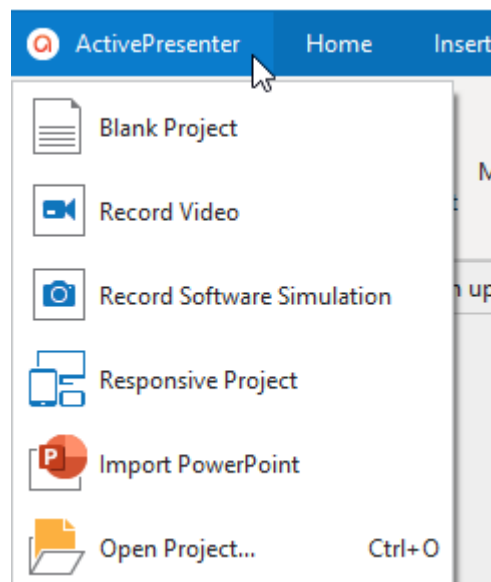 ActivePresenter Home Insert
Blank Project
Record Video
Record Software Simulation
Responsive Project
Import PowerPoint
Open Project... Ctrl+O